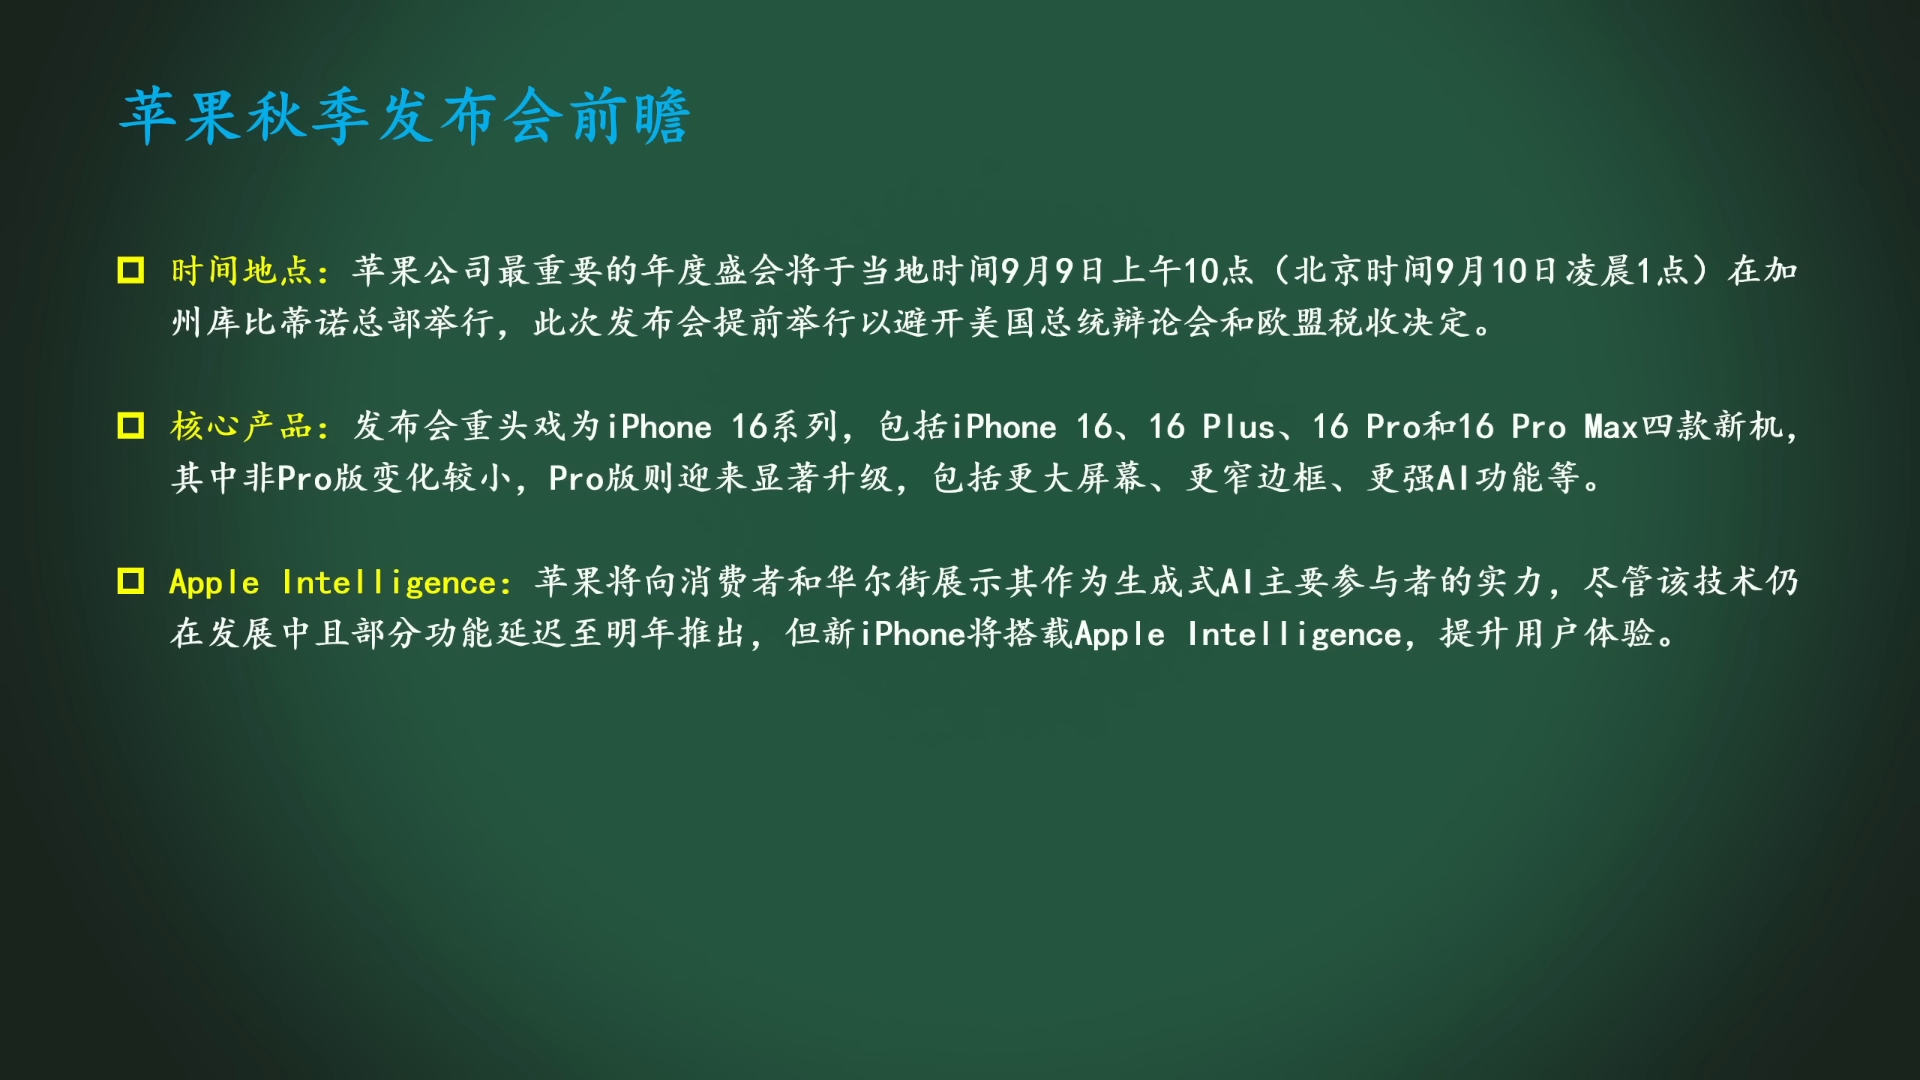 苹果秋季发布会前瞻
时间地点：苹果公司最重要的年度盛会将于当地时间9月9日上午10点（北京时间9月10日凌晨1点）在加
州库比蒂诺总部举行，此次发布会提前举行以避开美国总统辩论会和欧盟税收决定。
核心产品：发布会重头戏为iPhone 16系列，包括iPhone 16、16 Plus、16 Pro和16 Pro Max四款新机，
其中非Pro版变化较小，Pro版则迎来显著升级，包括更大屏幕、更窄边框、更强AI功能等。
Apple Intelligence：苹果将向消费者和华尔街展示其作为生成式AI主要参与者的实力，尽管该技术仍
在发展中且部分功能延迟至明年推出，但新iPhone将搭载Apple Intelligence，提升用户体验。